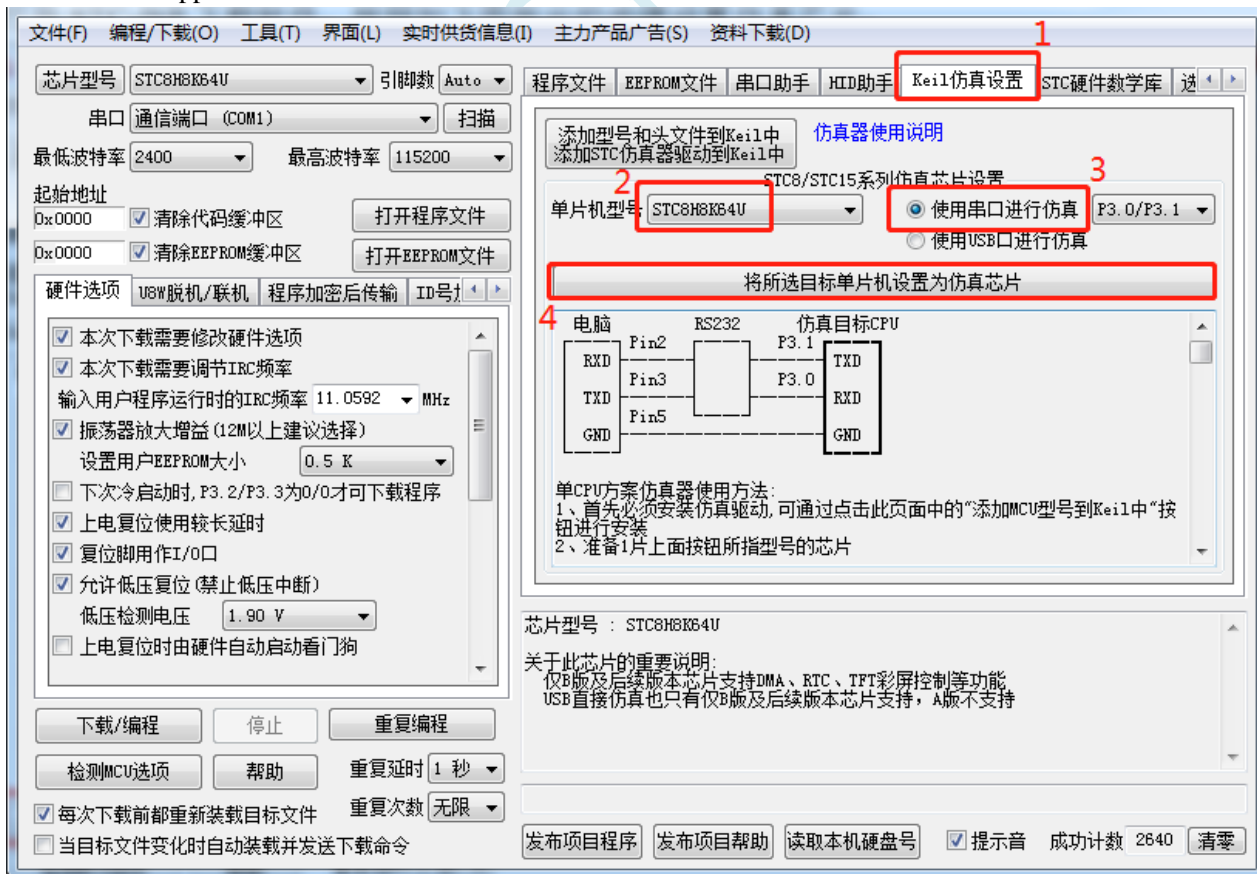 文件(F) 编程/下载(O) 工具(T) 界面(L) 实时供货信息(I) 主力产品广告(S) 资料下载(D)
1
芯片型号 STC8H8K64U 引脚数 Auto
串口 通信端口 (COM1) 扫描
最低波特率 2400 最高波特率 115200
起始地址
0x0000 清除代码缓冲区 打开程序文件
0x0000 清除EEPROM缓冲区 打开EEPROM文件
硬件选项 U8W脱机/联机 程序加密后传输
本次下载需要修改硬件选项
本次下载需要调节IRC频率
输入用户程序运行时的IRC频率 11.0592 MHz
振荡器放大增益(12M以上建议选择)
设置用户EEPROM大小 0.5 K
下次冷启动时,P3.2/P3.3为0/0才可下载程序
上电复位使用较长延时
复位脚用作I/O口
允许低压复位(禁止低压中断)
低压检测电压 1.90 V
上电复位时由硬件自动启动看门狗
下载/编程 停止 重复编程
检测MCU选项 帮助 重复延时 1 秒
每次下载前都重新装载目标文件 重复次数 无限
当目标文件变化时自动装载并发送下载命令
程序文件 EEPROM文件 串口助手 HID助手 Keil仿真设置 STC硬件数学库
添加型号和头文件到Keil中
添加STC仿真器驱动到Keil中
仿真器使用说明
STC8/STC15系列仿真芯片设置
2
3
单片机型号 STC8H8K64U 使用串口进行仿真 P3.0/P3.1
使用USB口进行仿真
将所选目标单片机设置为仿真芯片
4
电脑 RS232 仿真目标CPU
Pin2 P3.1
RXD TXD
Pin3 P3.0
TXD RXD
Pin5
GND GND
单CPU方案仿真器使用方法:
1、首先必须安装仿真驱动,可通过点击此页面中的“添加MCU型号到Keil中“按
钮进行安装
2、准备1片上面按钮所指型号的芯片
芯片型号 : STC8H8K64U
关于此芯片的重要说明:
仅B版及后续版本芯片支持DMA、RTC、TFT彩屏控制等功能
USB直接仿真也只有仅B版及后续版本芯片支持，A版不支持
发布项目程序 发布项目帮助 读取本机硬盘号 提示音 成功计数 2640 清零